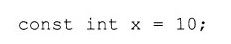 const int x = 10;